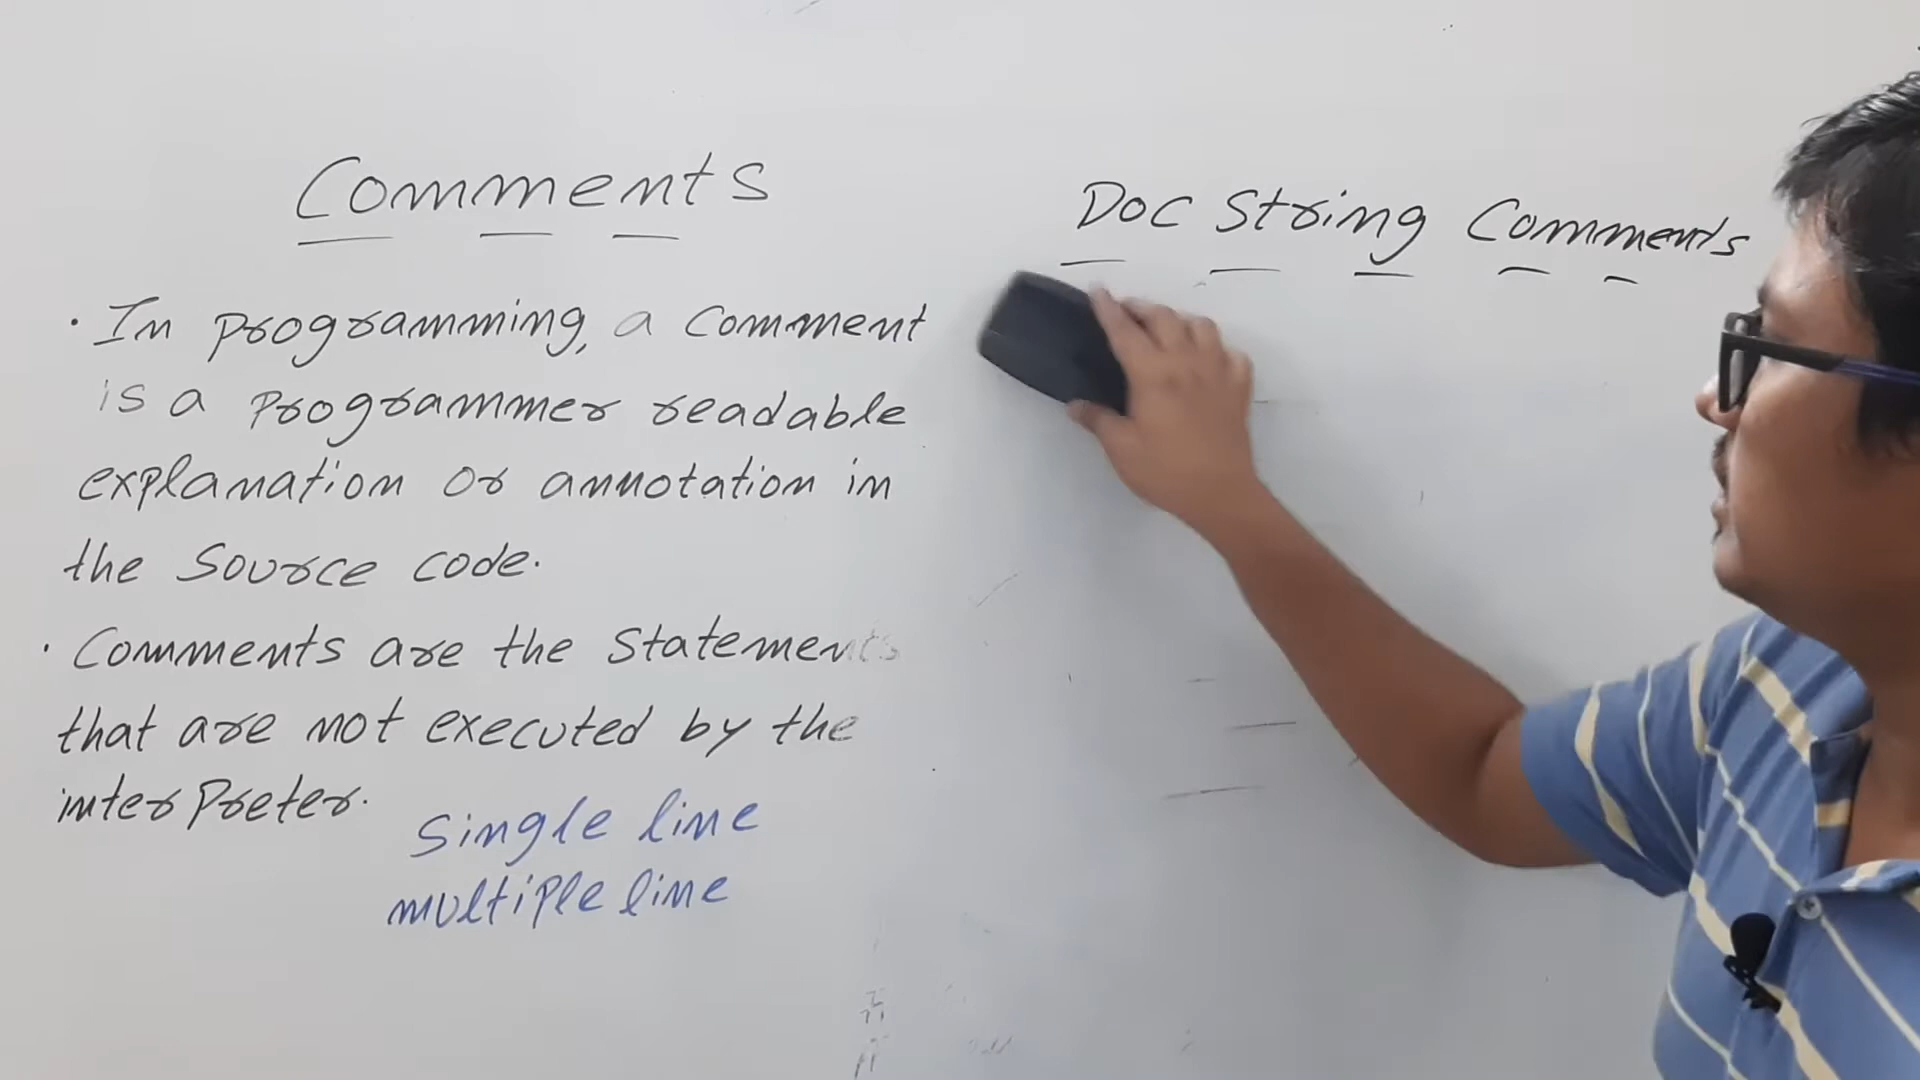 Comments
· In programming, a comment
is a programmer readable
explanation or annotation in
the source code.
· Comments are the statements
that are not executed by the
interpreter.
single line
multiple line
Doc String Comments